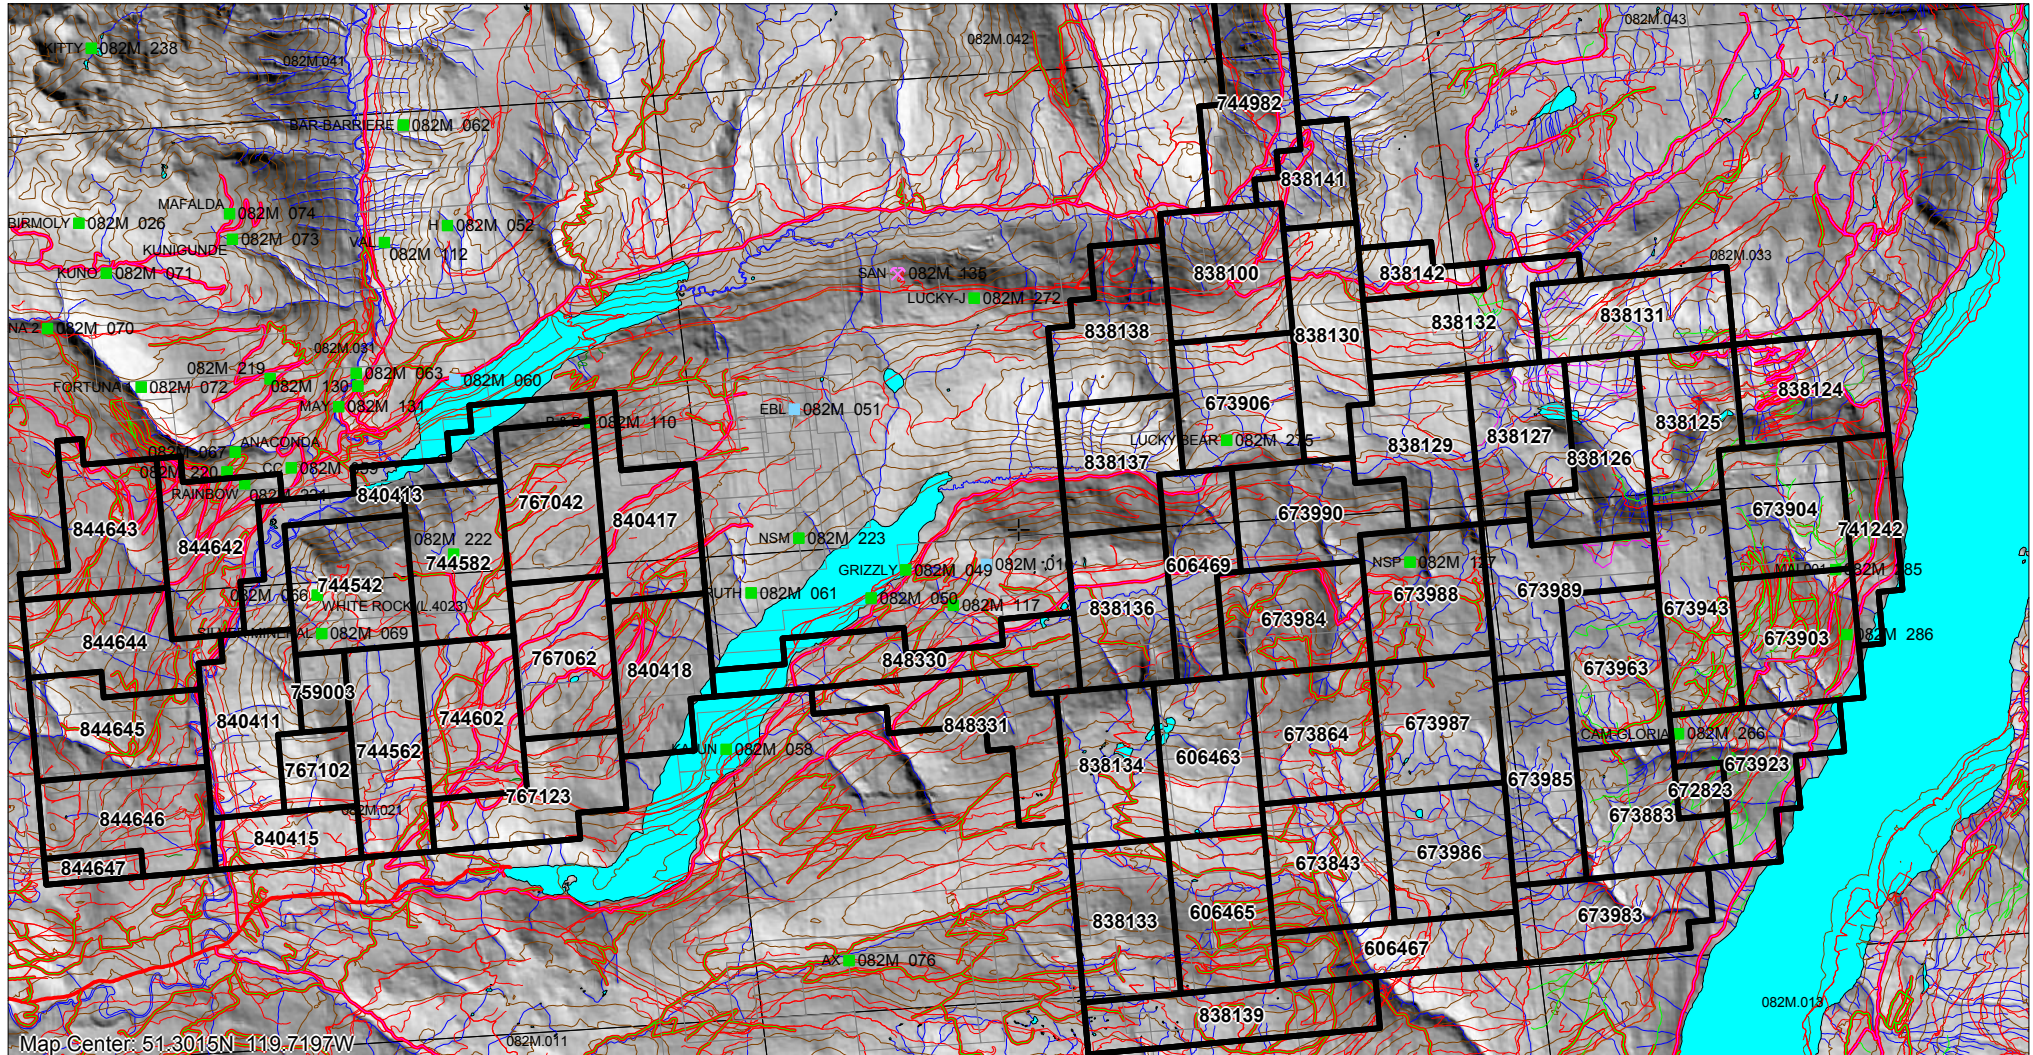 082M.043
082M.042
KITTY 082M 238
082M.041
744982
BAR-BARRIERE 082M 062
838141
MAFALDA
082M 074
BIRMOLY 082M 026
H 082M 052
KUNIGUNDE 082M 073
VAL
082M 112
082M.033
KUNO 082M 071
SAN 082M 135
838100
838142
LUCKY-J 082M 272
838131
838132
NA 2 082M 070
838138
838130
082M.031
082M 219
082M 063
082M 060
FORTUNA 082M 072
082M 130
838124
MAY 082M 131
EBL 082M 051
673906
082M 110
838125
838127
LUCKY BEAR 082M 275
838129
ANACONDA
082M 067
838126
838137
082M 220
CC 082M 059
RAINBOW 082M 221
840413
767042
673904
840417
673990
844643
741242
082M 222
NSM 082M 223
844642
744582
606469
NSP
GRIZZLY 082M 049
082M 285
744542
673989
082M 066
RUTH 082M 061
673988
082M 050
082M 117
838136
673943
WHITE ROCK (L.4023)
673984
082M 069
082M 286
673903
844644
767062
848330
840418
673963
759003
744602
840411
848331
673987
844645
673864
CAM-GLORIA 082M 266
KAJUN 082M 058
744562
606463
838134
673923
767102
673985
672823
767123
082M.021
673883
844646
840415
673986
673843
844647
606465
673983
838133
606467
AX 082M 076
082M.013
838139
082M.011
Map Center: 51.3015N 119.7197W